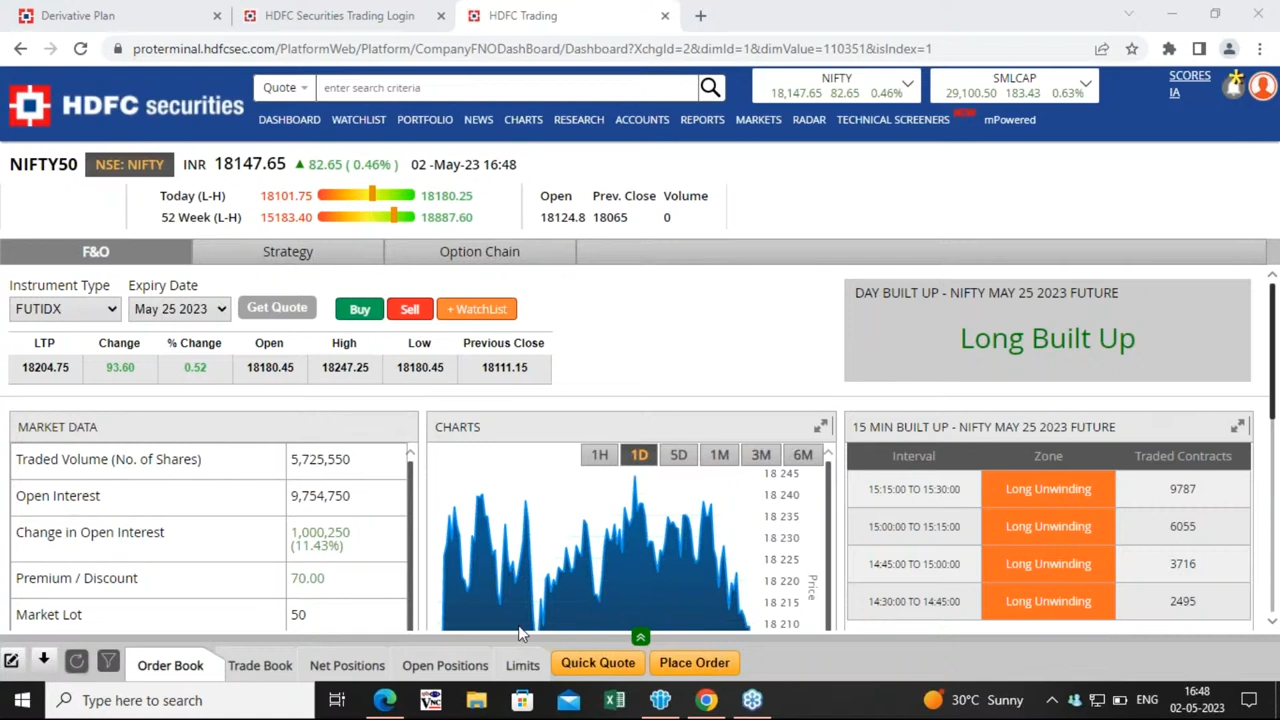 Derivative Plan
HDFC Securities Trading Login
HDFC Trading
proterminal.hdfcsec.com/PlatformWeb/Platform/CompanyFNODashBoard/Dashboard?XchgId=2&dimId=1&dimValue=110351&isIndex=1
HDFC securities
Quote
enter search criteria
NIFTY
18,147.65 82.65 0.46%
SMLCAP
29,100.50 183.43 0.63%
SCORES
IA
DASHBOARD WATCHLIST PORTFOLIO NEWS CHARTS RESEARCH ACCOUNTS REPORTS MARKETS RADAR TECHNICAL SCREENERS mPowered
NIFTY50 NSE: NIFTY INR 18147.65 82.65 ( 0.46% ) 02 -May-23 16:48
Today (L-H) 18101.75 18180.25
52 Week (L-H) 15183.40 18887.60
Open Prev. Close Volume
18124.8 18065 0
F&O Strategy Option Chain
Instrument Type Expiry Date
FUTIDX May 25 2023 Get Quote Buy Sell + WatchList
LTP Change % Change Open High Low Previous Close
18204.75 93.60 0.52 18180.45 18247.25 18180.45 18111.15
DAY BUILT UP - NIFTY MAY 25 2023 FUTURE
Long Built Up
MARKET DATA
Traded Volume (No. of Shares) 5,725,550
Open Interest 9,754,750
Change in Open Interest 1,000,250
(11.43%)
Premium / Discount 70.00
Market Lot 50
CHARTS
1H 1D 5D 1M 3M 6M
18 245
18 240
18 235
18 230
18 225
18 220
18 215
18 210
Price
15 MIN BUILT UP - NIFTY MAY 25 2023 FUTURE
Interval Zone Traded Contracts
15:15:00 TO 15:30:00 Long Unwinding 9787
15:00:00 TO 15:15:00 Long Unwinding 6055
14:45:00 TO 15:00:00 Long Unwinding 3716
14:30:00 TO 14:45:00 Long Unwinding 2495
Order Book Trade Book Net Positions Open Positions Limits Quick Quote Place Order
Type here to search
30°C Sunny
ENG
16:48
02-05-2023